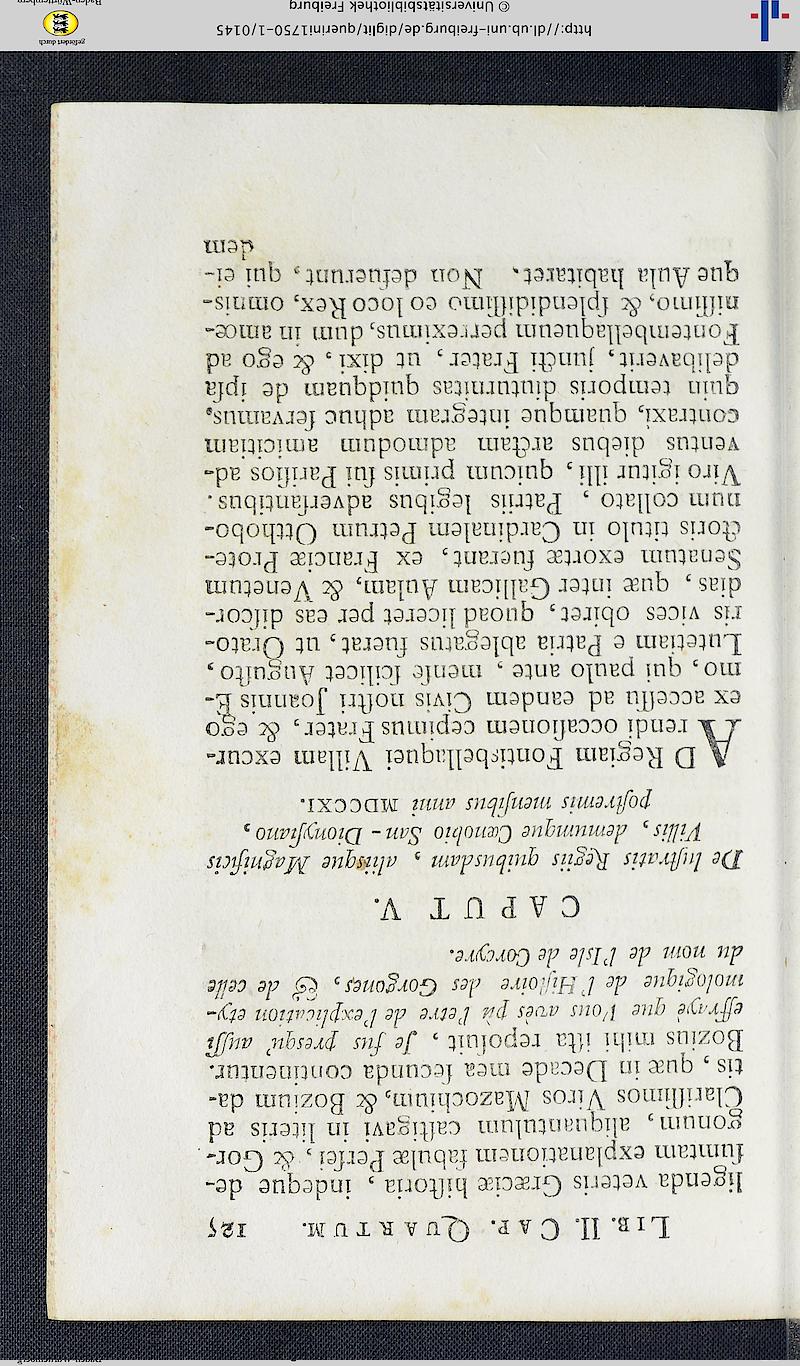 LIB. II. CAP. QUARTUM. 125
ligenda veteris Græciæ historia, indeque de-
sumtam explanationem fabulæ Persei, & Gor-
gonum, aliquantulum castigavi in literis ad
Clarissimos Viros Mazochium, & Bozium da-
tis, quæ in Decade mea secunda continentur.
Bozius mihi ista reposuit, je sus presqu' aussi
effrayè que Vous avès pû l'etre de l'explication ety-
mologique de l'Histoire des Gorgones, & de celle
du nom de l'Isle de Corcyre.
CAPUT V.
De lustratis Regiis quibusdam, aliisque Magnificis
Villis, demumque Cœnobio San-Dionysiano,
postremis mensibus anni MDCCXI.
AD Regiam Fontisbellaquei Villam excur-
rendi occasionem cepimus Frater, & ego
ex accessu ad eandem Civis nostri Joannis E-
mo, qui paulo ante, mense scilicet Augusto,
Lutetiam e Patria ablegatus fuerat, ut Orato-
ris vices obiret, quoad liceret per eas discor-
dias, quæ inter Gallicam Aulam, & Venetum
Senatum exortæ fuerant, ex Franciæ Prote-
ctoris titulo in Cardinalem Petrum Otthobo-
num collato, Patriis legibus adversantibus.
Viro igitur illi, quicum primis sui Parisios ad-
ventus diebus arctam admodum amicitiam
contraxi, quamque integram adhuc servamus,
quin temporis diuturnitas quidquam de ipsa
delibaverit, juncti Frater, ut dixi, & ego ad
Fontembellaqueum perreximus, dum in amœ-
nissimo, & splendidissimo eo loco Rex, omnis-
que Aula habitaret. Non defuerunt, qui ei-
dem
http://dl.ub.uni-freiburg.de/diglit/querini1750-1/0145
© Universitätsbibliothek Freiburg
gefördert durch
Baden-Württemberg